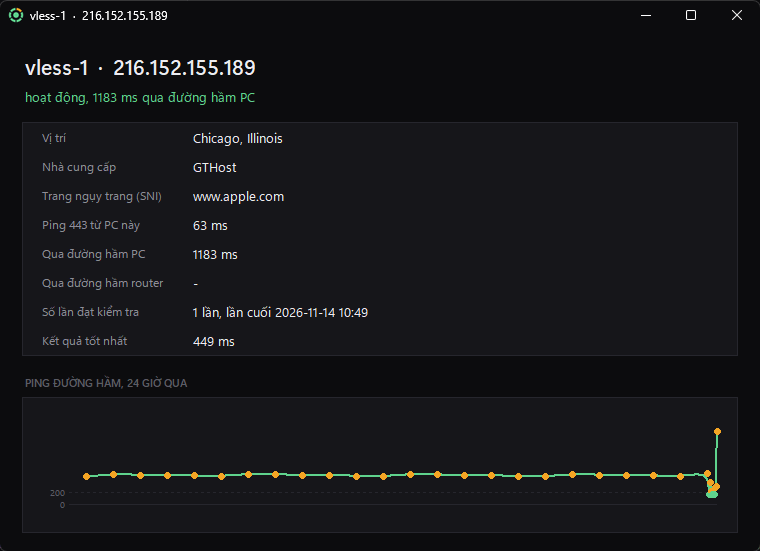 vless-1 · 216.152.155.189
vless-1 · 216.152.155.189
hoạt động, 1183 ms qua đường hầm PC
Vị trí Chicago, Illinois
Nhà cung cấp GTHost
Trang ngụy trang (SNI) www.apple.com
Ping 443 từ PC này 63 ms
Qua đường hầm PC 1183 ms
Qua đường hầm router -
Số lần đạt kiểm tra 1 lần, lần cuối 2026-11-14 10:49
Kết quả tốt nhất 449 ms
PING ĐƯỜNG HẦM, 24 GIỜ QUA
200
0